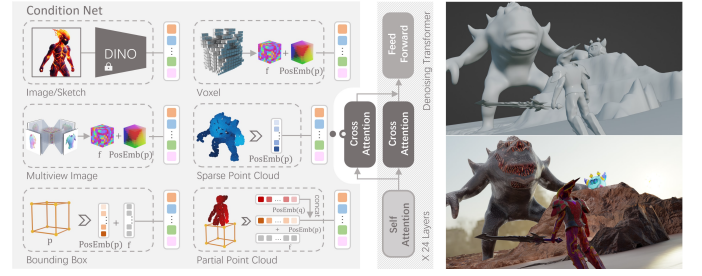 Condition Net
DINO
Image/Sketch
f
PosEmb(p)
Voxel
f
PosEmb(p)
Multiview Image
PosEmb(p)
Sparse Point Cloud
P
PosEmb(p)
f
Bounding Box
PosEmb(q)
PosEmb(p)
concat
Partial Point Cloud
Feed
Forward
Cross
Attention
Cross
Attention
Self
Attention
Denoising Transformer
X 24 Layers